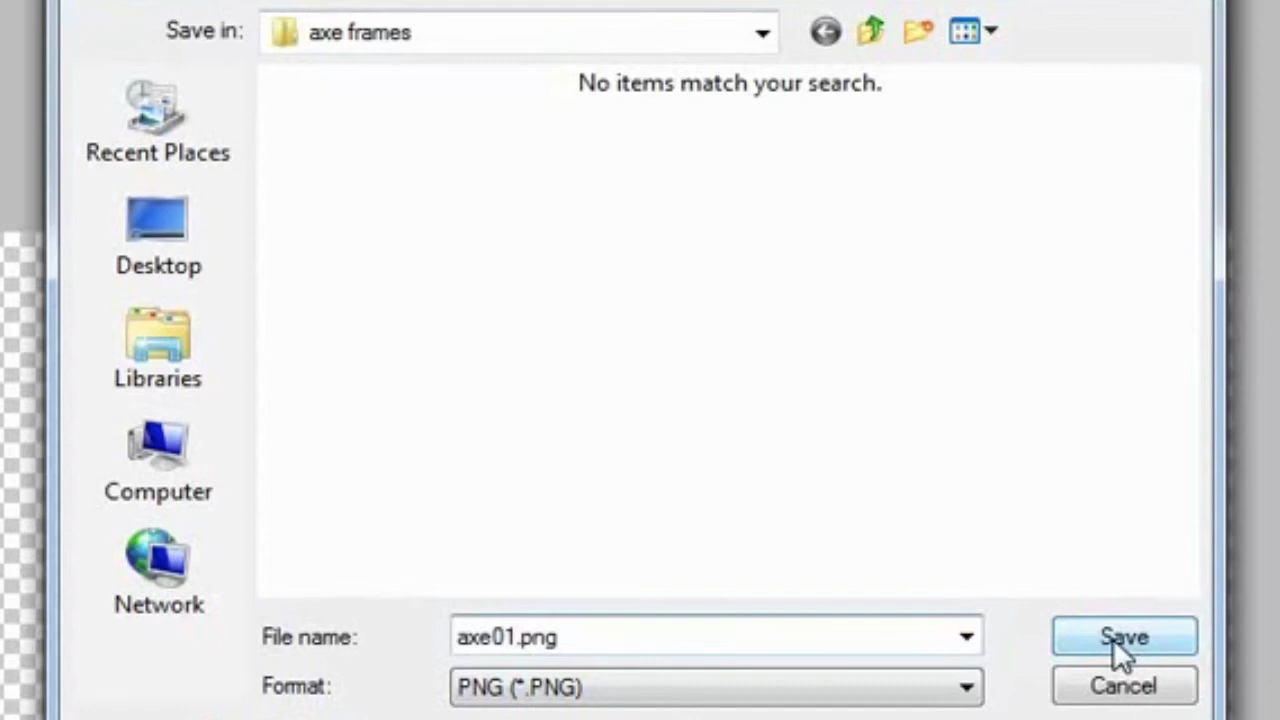 Save in: axe frames
No items match your search.
Recent Places
Desktop
Libraries
Computer
Network
File name: axe01.png Save
Format: PNG (*.PNG) Cancel